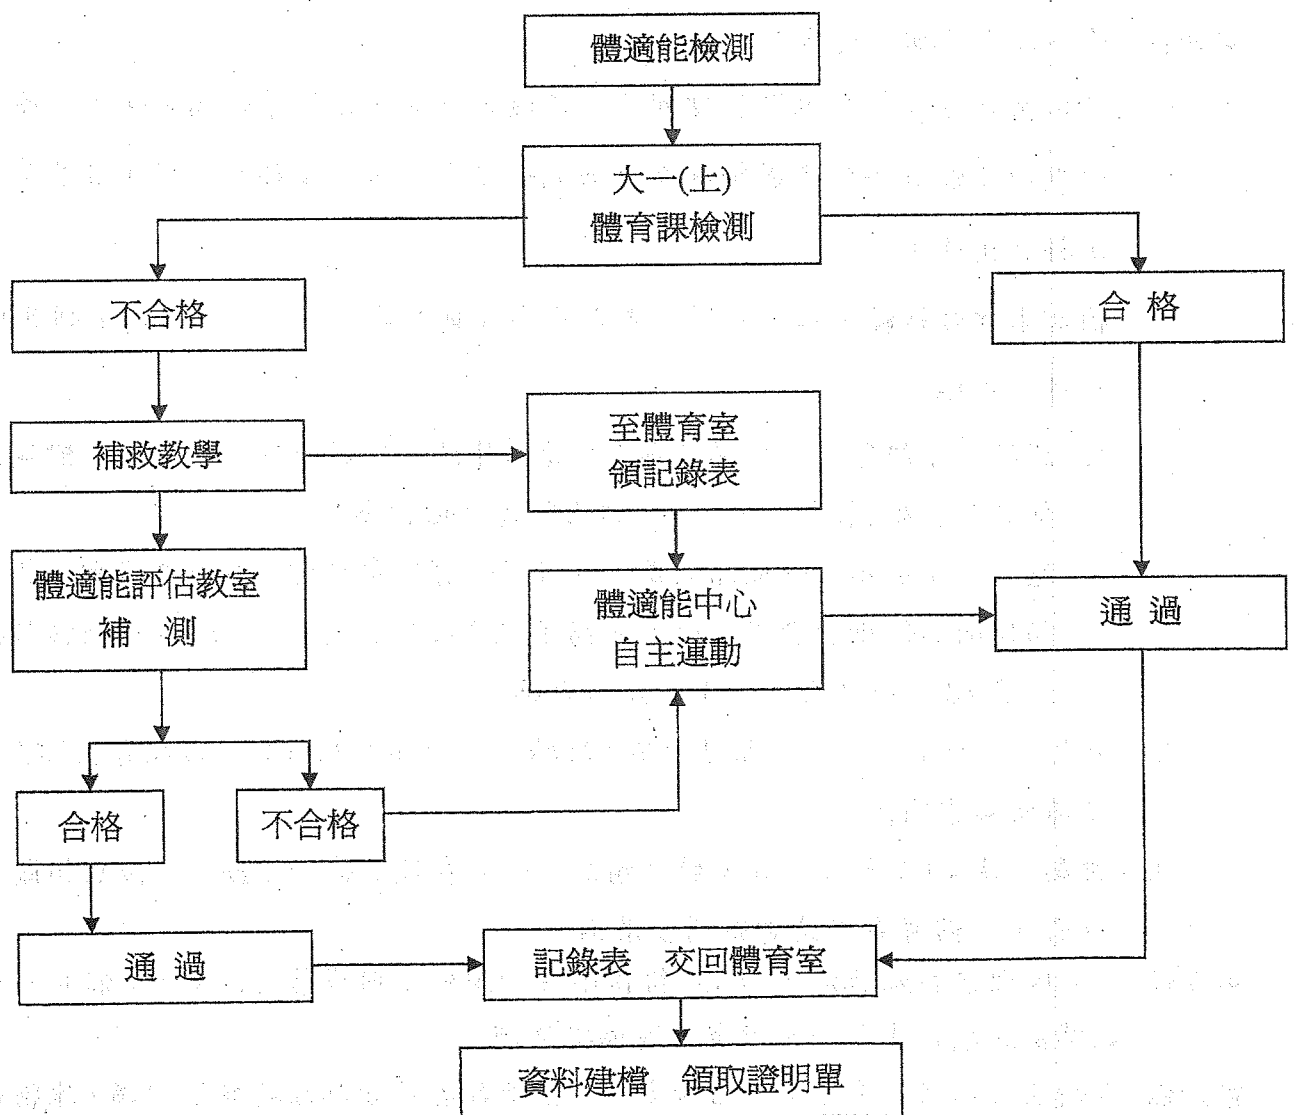 體適能檢測
大一(上)
體育課檢測
不合格
合 格
補救教學
至體育室
領記錄表
體適能評估教室
補 測
體適能中心
自主運動
通 過
合格
不合格
通 過
記錄表 交回體育室
資料建檔 領取證明單